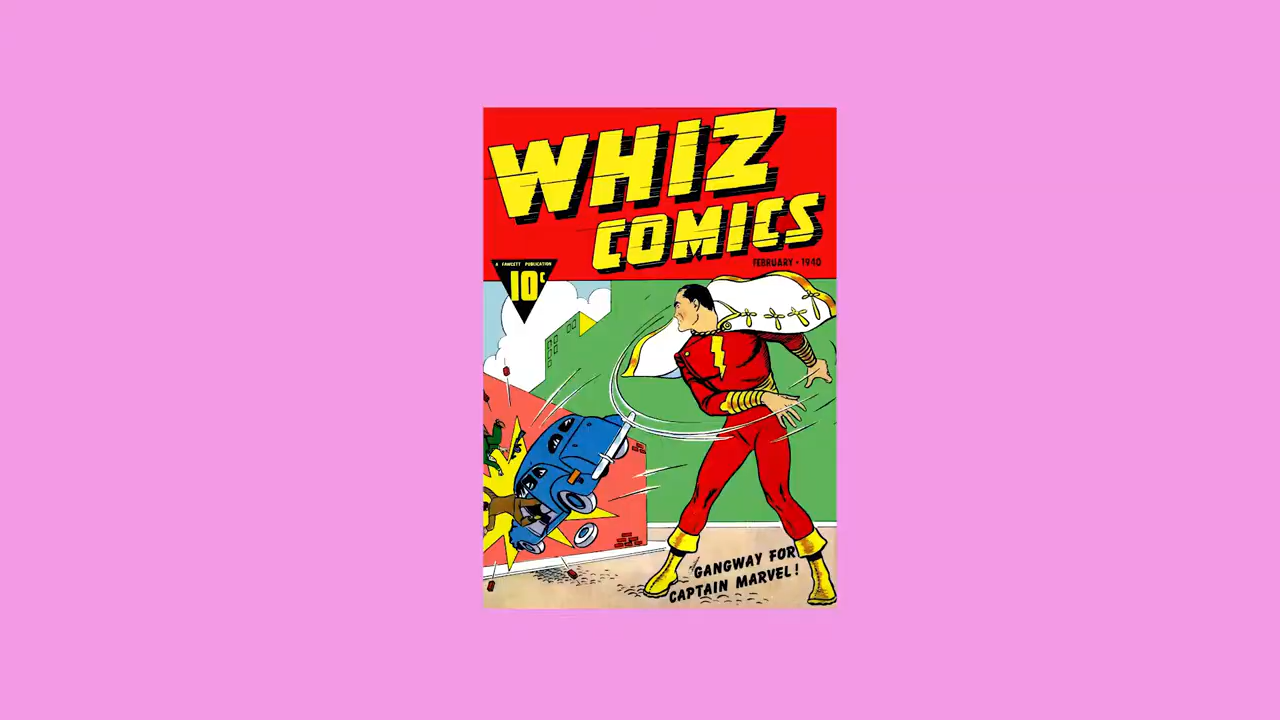 WHIZ
COMICS
FEBRUARY • 1940
A FAWCETT PUBLICATION
10¢
GANGWAY FOR
CAPTAIN MARVEL!